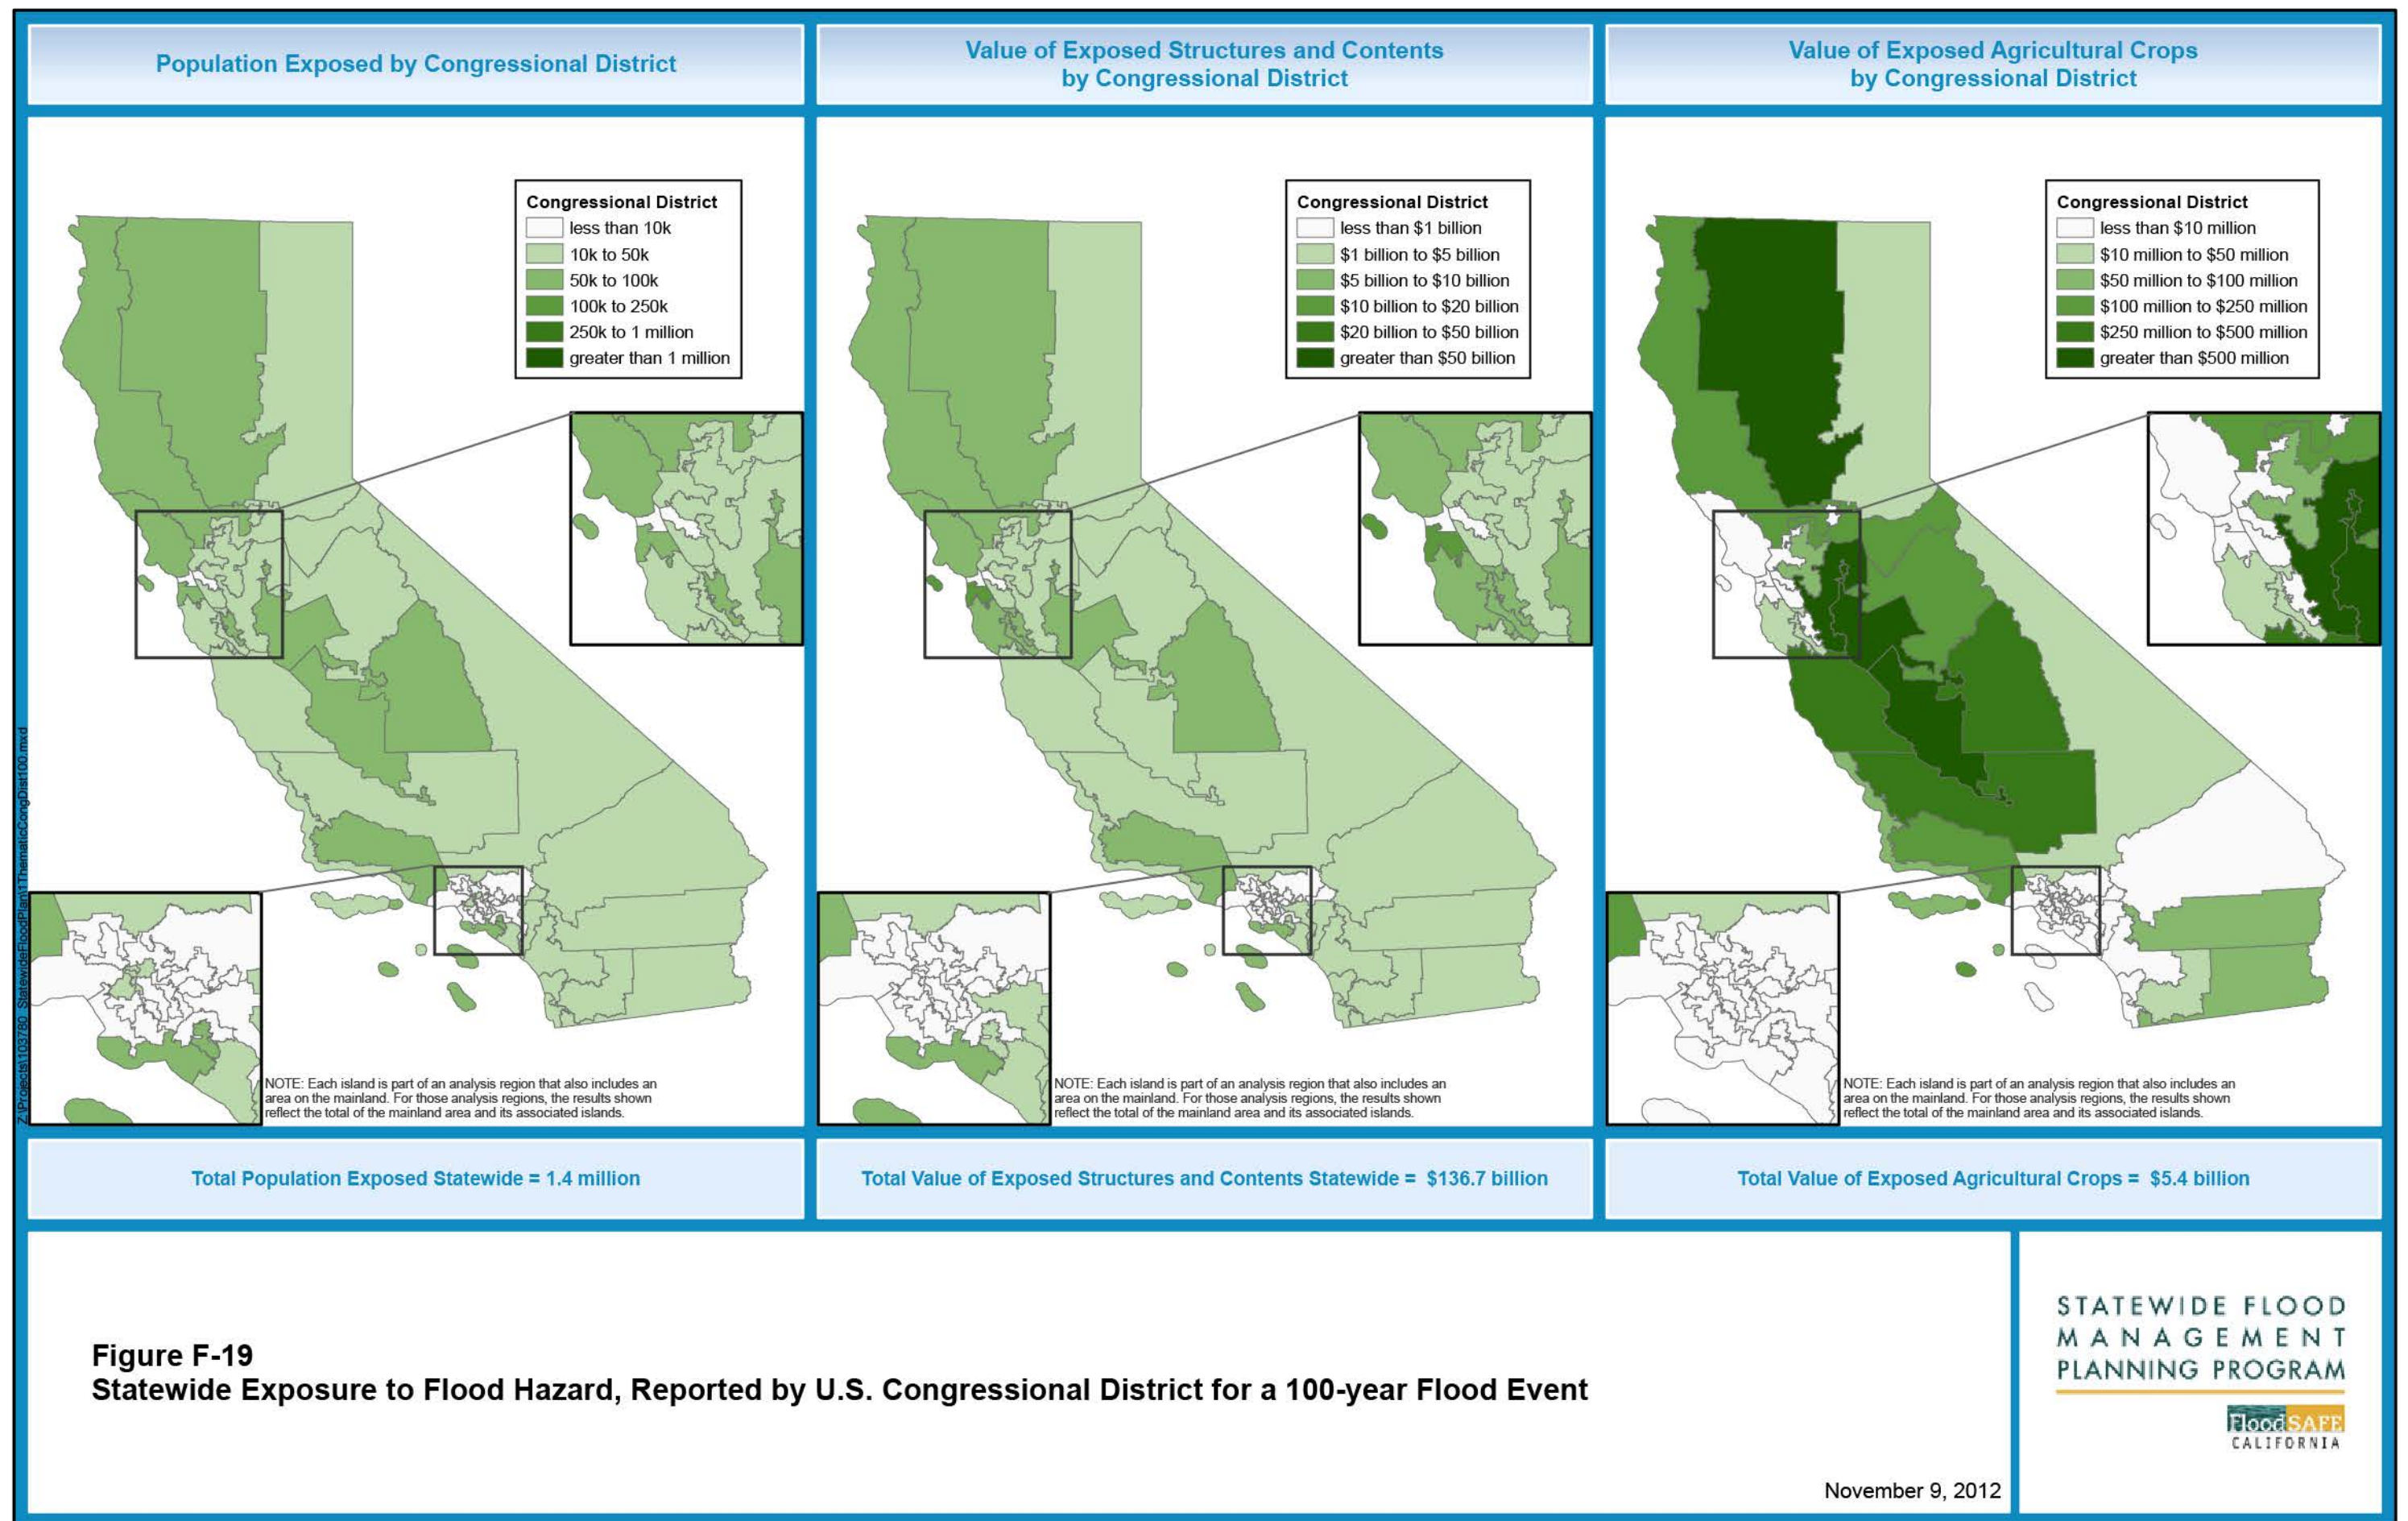 Population Exposed by Congressional District
Congressional District
less than 10k
10k to 50k
50k to 100k
100k to 250k
250k to 1 million
greater than 1 million
NOTE: Each island is part of an analysis region that also includes an
area on the mainland. For those analysis regions, the results shown
reflect the total of the mainland area and its associated islands.
Total Population Exposed Statewide = 1.4 million
Value of Exposed Structures and Contents
by Congressional District
Congressional District
less than $1 billion
$1 billion to $5 billion
$5 billion to $10 billion
$10 billion to $20 billion
$20 billion to $50 billion
greater than $50 billion
NOTE: Each island is part of an analysis region that also includes an
area on the mainland. For those analysis regions, the results shown
reflect the total of the mainland area and its associated islands.
Total Value of Exposed Structures and Contents Statewide = $136.7 billion
Value of Exposed Agricultural Crops
by Congressional District
Congressional District
less than $10 million
$10 million to $50 million
$50 million to $100 million
$100 million to $250 million
$250 million to $500 million
greater than $500 million
NOTE: Each island is part of an analysis region that also includes an
area on the mainland. For those analysis regions, the results shown
reflect the total of the mainland area and its associated islands.
Total Value of Exposed Agricultural Crops = $5.4 billion
Z:\Projects\103780_StatewideFloodPlan\1ThematicCongDist100.mxd
Figure F-19
Statewide Exposure to Flood Hazard, Reported by U.S. Congressional District for a 100-year Flood Event
November 9, 2012
STATEWIDE FLOOD
MANAGEMENT
PLANNING PROGRAM
FloodSAFE
CALIFORNIA